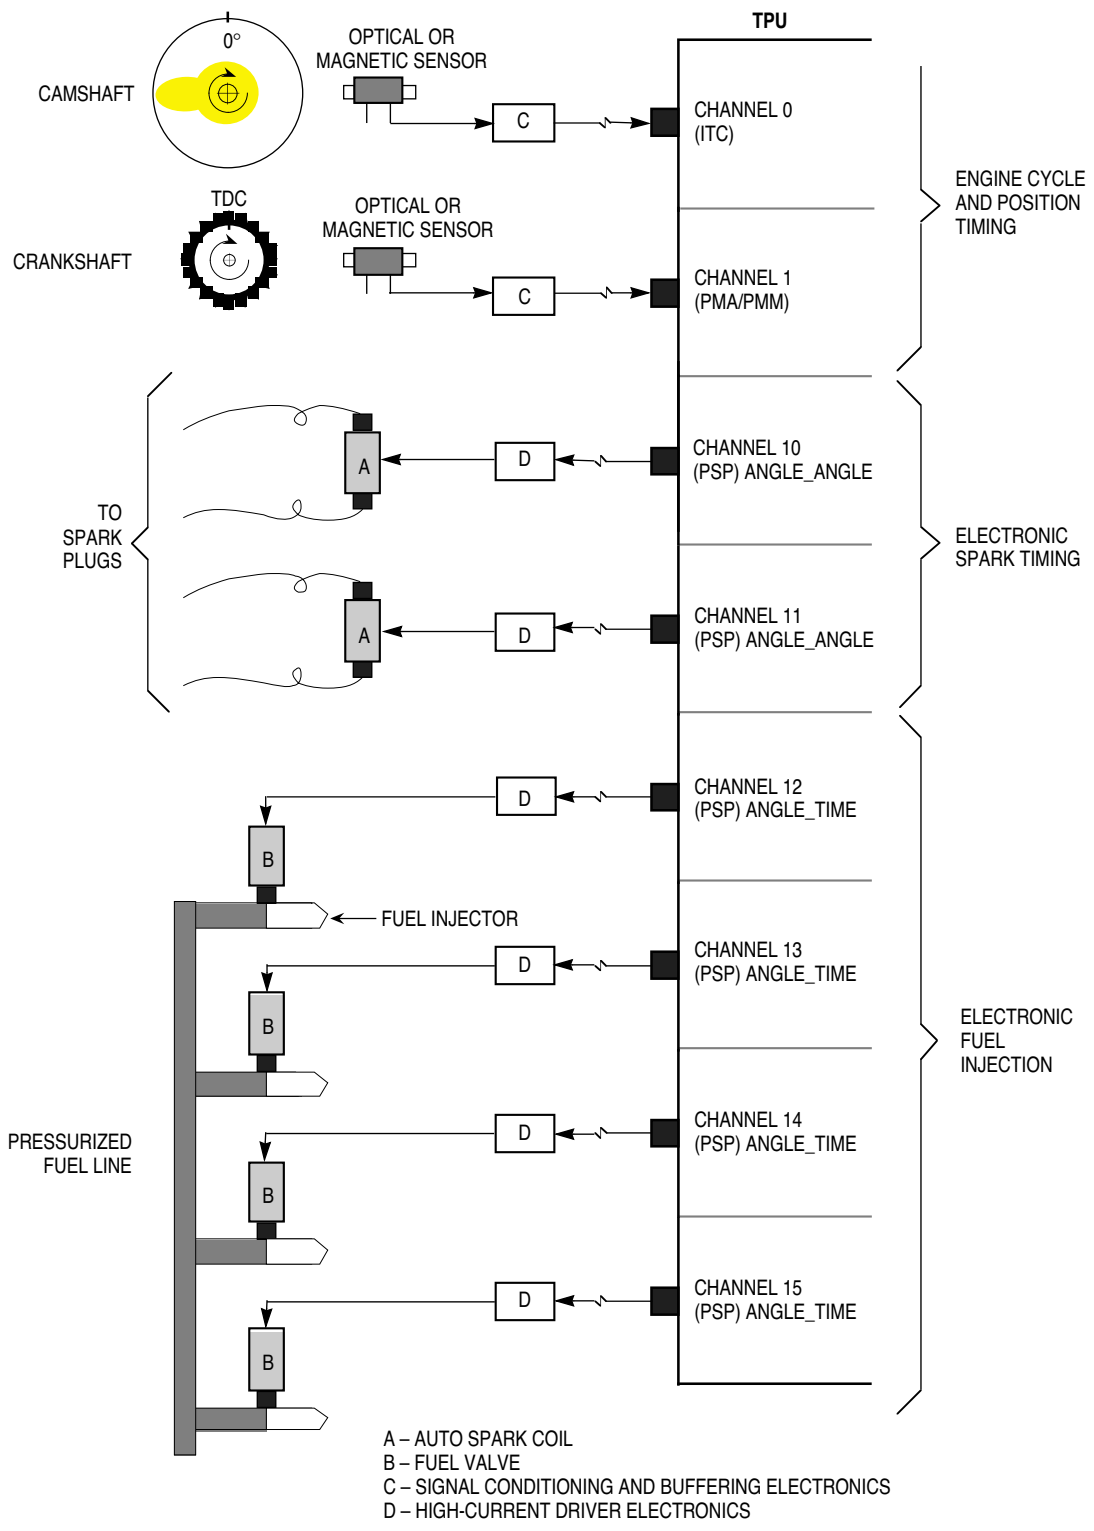 TPU
0°
OPTICAL OR
MAGNETIC SENSOR
CAMSHAFT
C
CHANNEL 0
(ITC)
ENGINE CYCLE
AND POSITION
TIMING
TDC
OPTICAL OR
MAGNETIC SENSOR
CRANKSHAFT
C
CHANNEL 1
(PMA/PMM)
A
D
CHANNEL 10
(PSP) ANGLE_ANGLE
TO
SPARK
PLUGS
ELECTRONIC
SPARK TIMING
A
D
CHANNEL 11
(PSP) ANGLE_ANGLE
D
CHANNEL 12
(PSP) ANGLE_TIME
B
FUEL INJECTOR
D
CHANNEL 13
(PSP) ANGLE_TIME
B
ELECTRONIC
FUEL
INJECTION
D
CHANNEL 14
(PSP) ANGLE_TIME
PRESSURIZED
FUEL LINE
B
D
CHANNEL 15
(PSP) ANGLE_TIME
B
A – AUTO SPARK COIL
B – FUEL VALVE
C – SIGNAL CONDITIONING AND BUFFERING ELECTRONICS
D – HIGH-CURRENT DRIVER ELECTRONICS